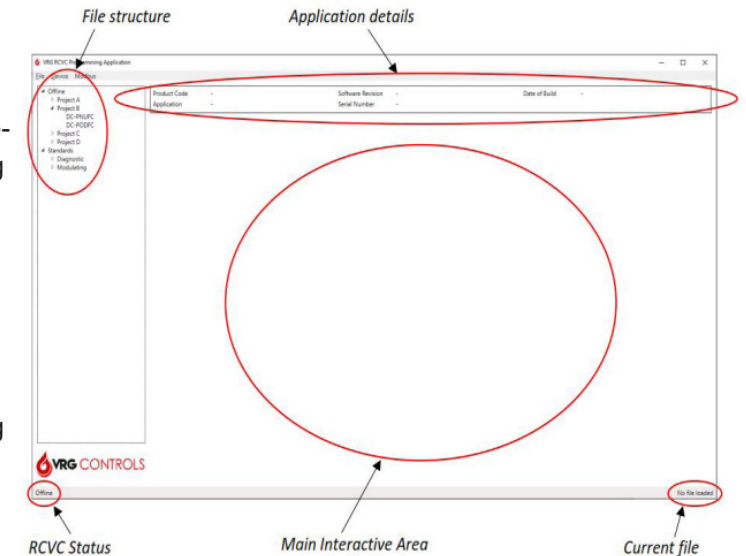 File structure
Application details
VRG RCVC Programming Application
File Device Modbus
Offline
Project A
Project B
DC-PNUFC
DC-PODFC
Project C
Project D
Standards
Diagnostic
Modulating
Product Code - Software Revision - Date of Build -
Application - Serial Number -
-
g
g
VRG CONTROLS
Offline
No file loaded
RCVC Status
Main Interactive Area
Current file